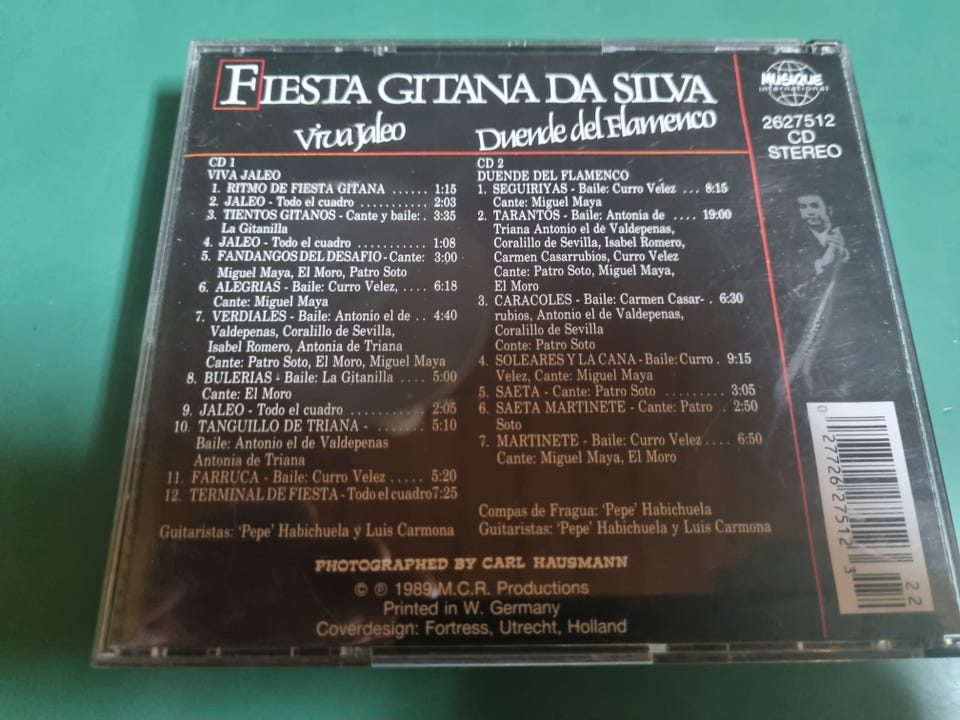 FIESTA GITANA DA SILVA
Viva Jaleo
Duende del Flamenco
MUSIQUE
international
2627512
CD
STEREO
CD 1
VIVA JALEO
1. RITMO DE FIESTA GITANA ...... 1:15
2. JALEO - Todo el cuadro ........... 2:03
3. TIENTOS GITANOS - Cante y baile: . 3:35
La Gitanilla
4. JALEO - Todo el cuadro ........... 1:08
5. FANDANGOS DEL DESAFIO - Cante: 3:00
Miguel Maya, El Moro, Patro Soto
6. ALEGRIAS - Baile: Curro Velez, .... 6:18
Cante: Miguel Maya
7. VERDIALES - Baile: Antonio el de .. 4:40
Valdepenas, Coralillo de Sevilla,
Isabel Romero, Antonia de Triana
Cante: Patro Soto, El Moro, Miguel Maya
8. BULERIAS - Baile: La Gitanilla .... 5:00
Cante: El Moro
9. JALEO - Todo el cuadro ........... 2:05
10. TANGUILLO DE TRIANA - ....... 5:10
Baile: Antonio el de Valdepenas
Antonia de Triana
11. FARRUCA - Baile: Curro Velez ..... 5:20
12. TERMINAL DE FIESTA - Todo el cuadro 7:25
Guitaristas: 'Pepe' Habichuela y Luis Carmona
CD 2
DUENDE DEL FLAMENCO
1. SEGUIRIYAS - Baile: Curro Velez ... 8:15
Cante: Miguel Maya
2. TARANTOS - Baile: Antonia de .... 19:00
Triana Antonio el de Valdepenas,
Coralillo de Sevilla, Isabel Romero,
Carmen Casarrubios, Curro Velez
Cante: Patro Soto, Miguel Maya,
El Moro
3. CARACOLES - Baile: Carmen Casar- . 6:30
rubios, Antonio el de Valdepenas,
Coralillo de Sevilla
Conte: Patro Soto
4. SOLEARES Y LA CANA - Baile: Curro . 9:15
Velez, Cante: Miguel Maya
5. SAETA - Cante: Patro Soto ......... 3:05
6. SAETA MARTINETE - Cante: Patro . 2:50
Soto
7. MARTINETE - Baile: Curro Velez .... 6:50
Cante: Miguel Maya, El Moro
Compas de Fragua: 'Pepe' Habichuela
Guitaristas: 'Pepe' Habichuela y Luis Carmona
PHOTOGRAPHED BY CARL HAUSMANN
© ℗ 1989 M.C.R. Productions
Printed in W. Germany
Coverdesign: Fortress, Utrecht, Holland
0 27726 27512 3
22